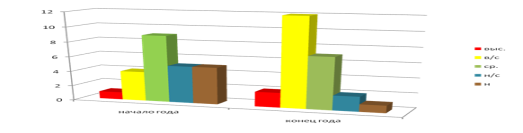 12
10
8
6
4
2
0
начало года
конец года
выс.
в/с
ср.
н/с
н